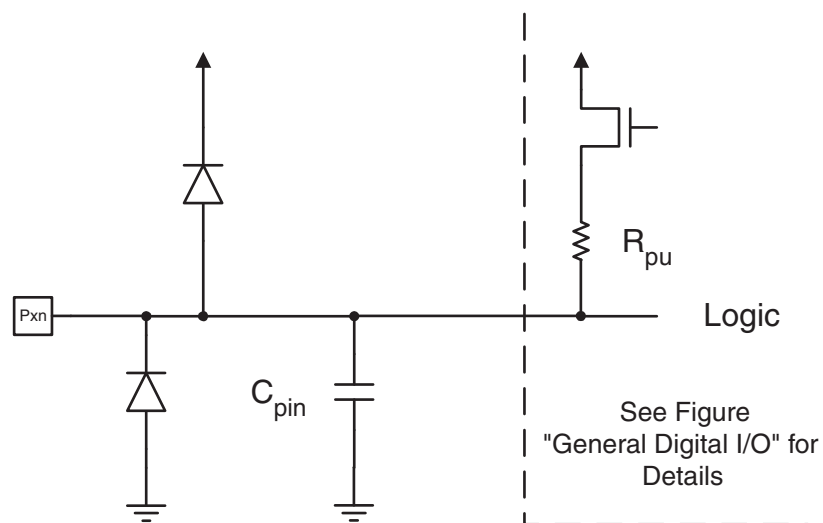 Pxn
R_pu
Logic
C_pin
See Figure
"General Digital I/O" for
Details